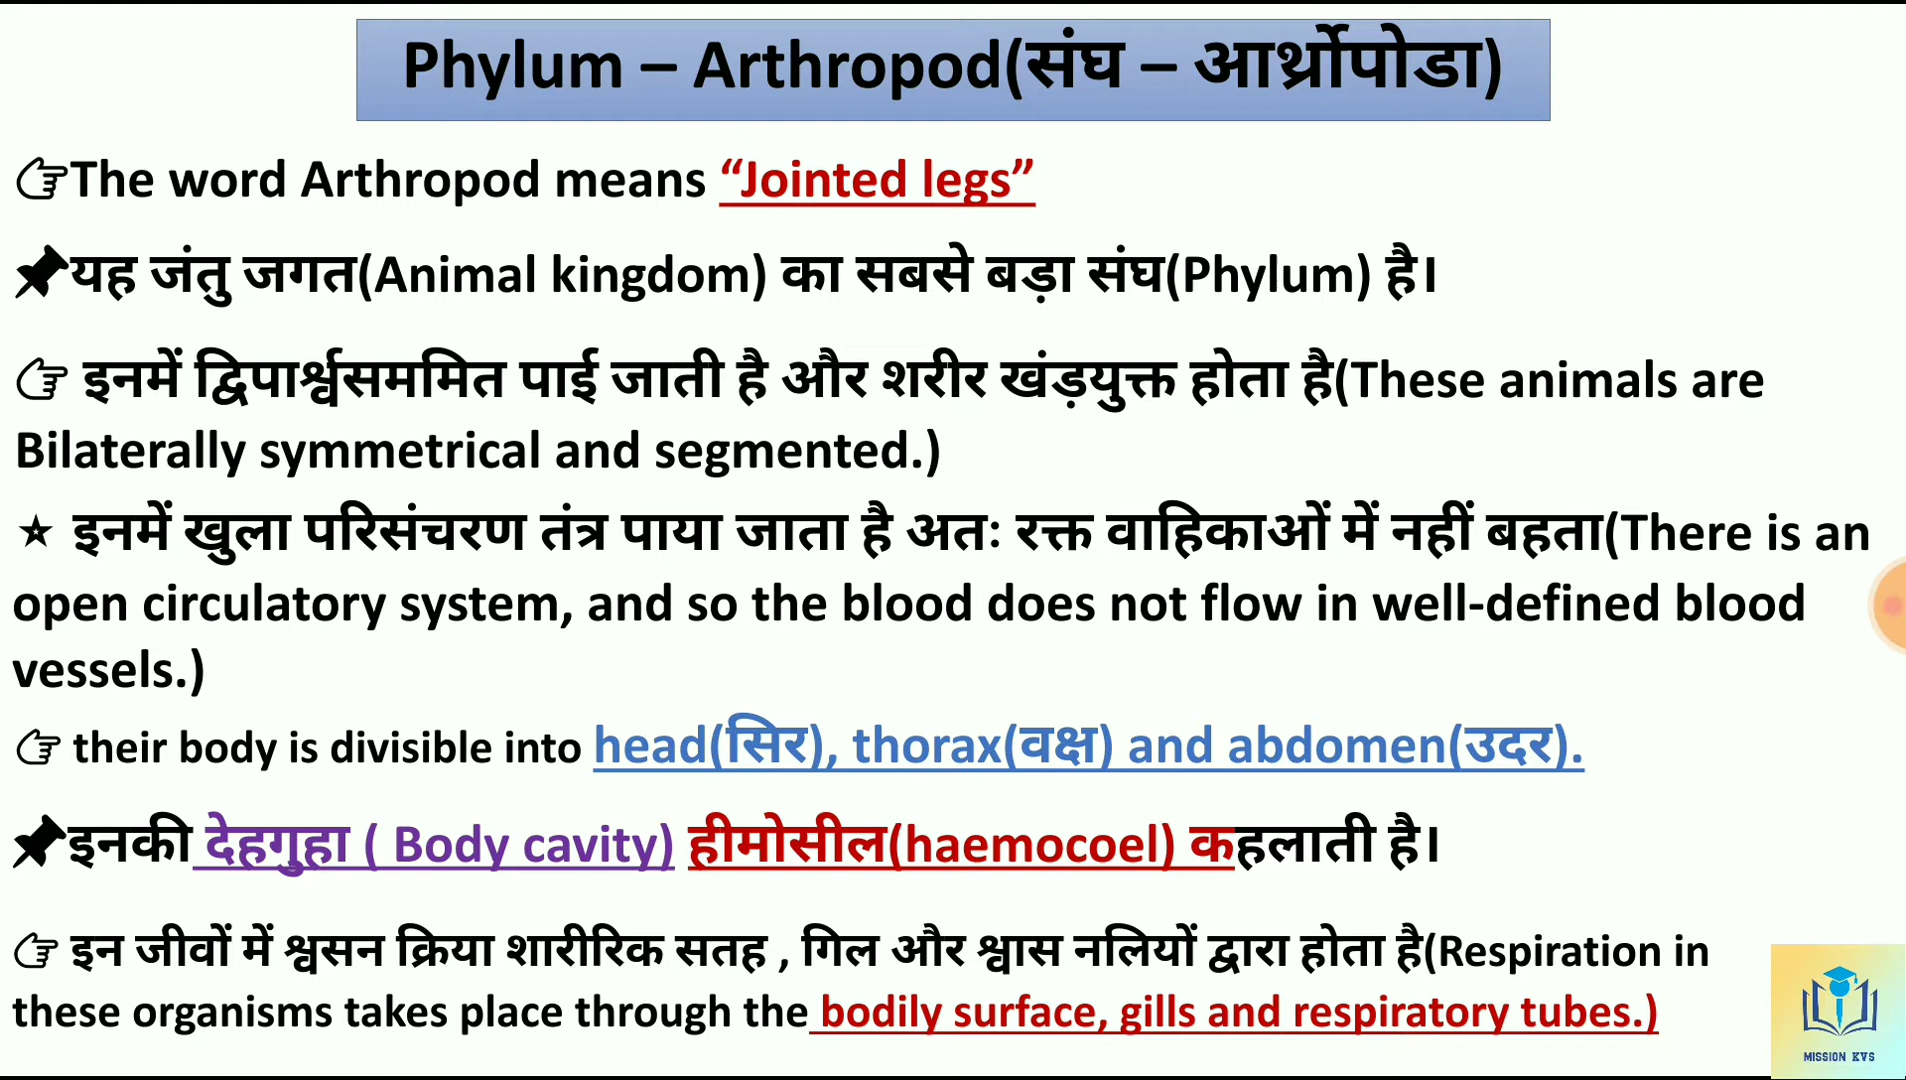 Phylum – Arthropod(संघ – आर्थ्रोपोडा)
The word Arthropod means “Jointed legs”
यह जंतु जगत(Animal kingdom) का सबसे बड़ा संघ(Phylum) है।
इनमें द्विपार्श्वसममित पाई जाती है और शरीर खंड़युक्त होता है(These animals are
Bilaterally symmetrical and segmented.)
इनमें खुला परिसंचरण तंत्र पाया जाता है अतः रक्त वाहिकाओं में नहीं बहता(There is an
open circulatory system, and so the blood does not flow in well-defined blood
vessels.)
their body is divisible into head(सिर), thorax(वक्ष) and abdomen(उदर).
इनकी देहगुहा ( Body cavity) हीमोसील(haemocoel) कहलाती है।
इन जीवों में श्वसन क्रिया शारीरिक सतह , गिल और श्वास नलियों द्वारा होता है(Respiration in
these organisms takes place through the bodily surface, gills and respiratory tubes.)
MISSION KVS